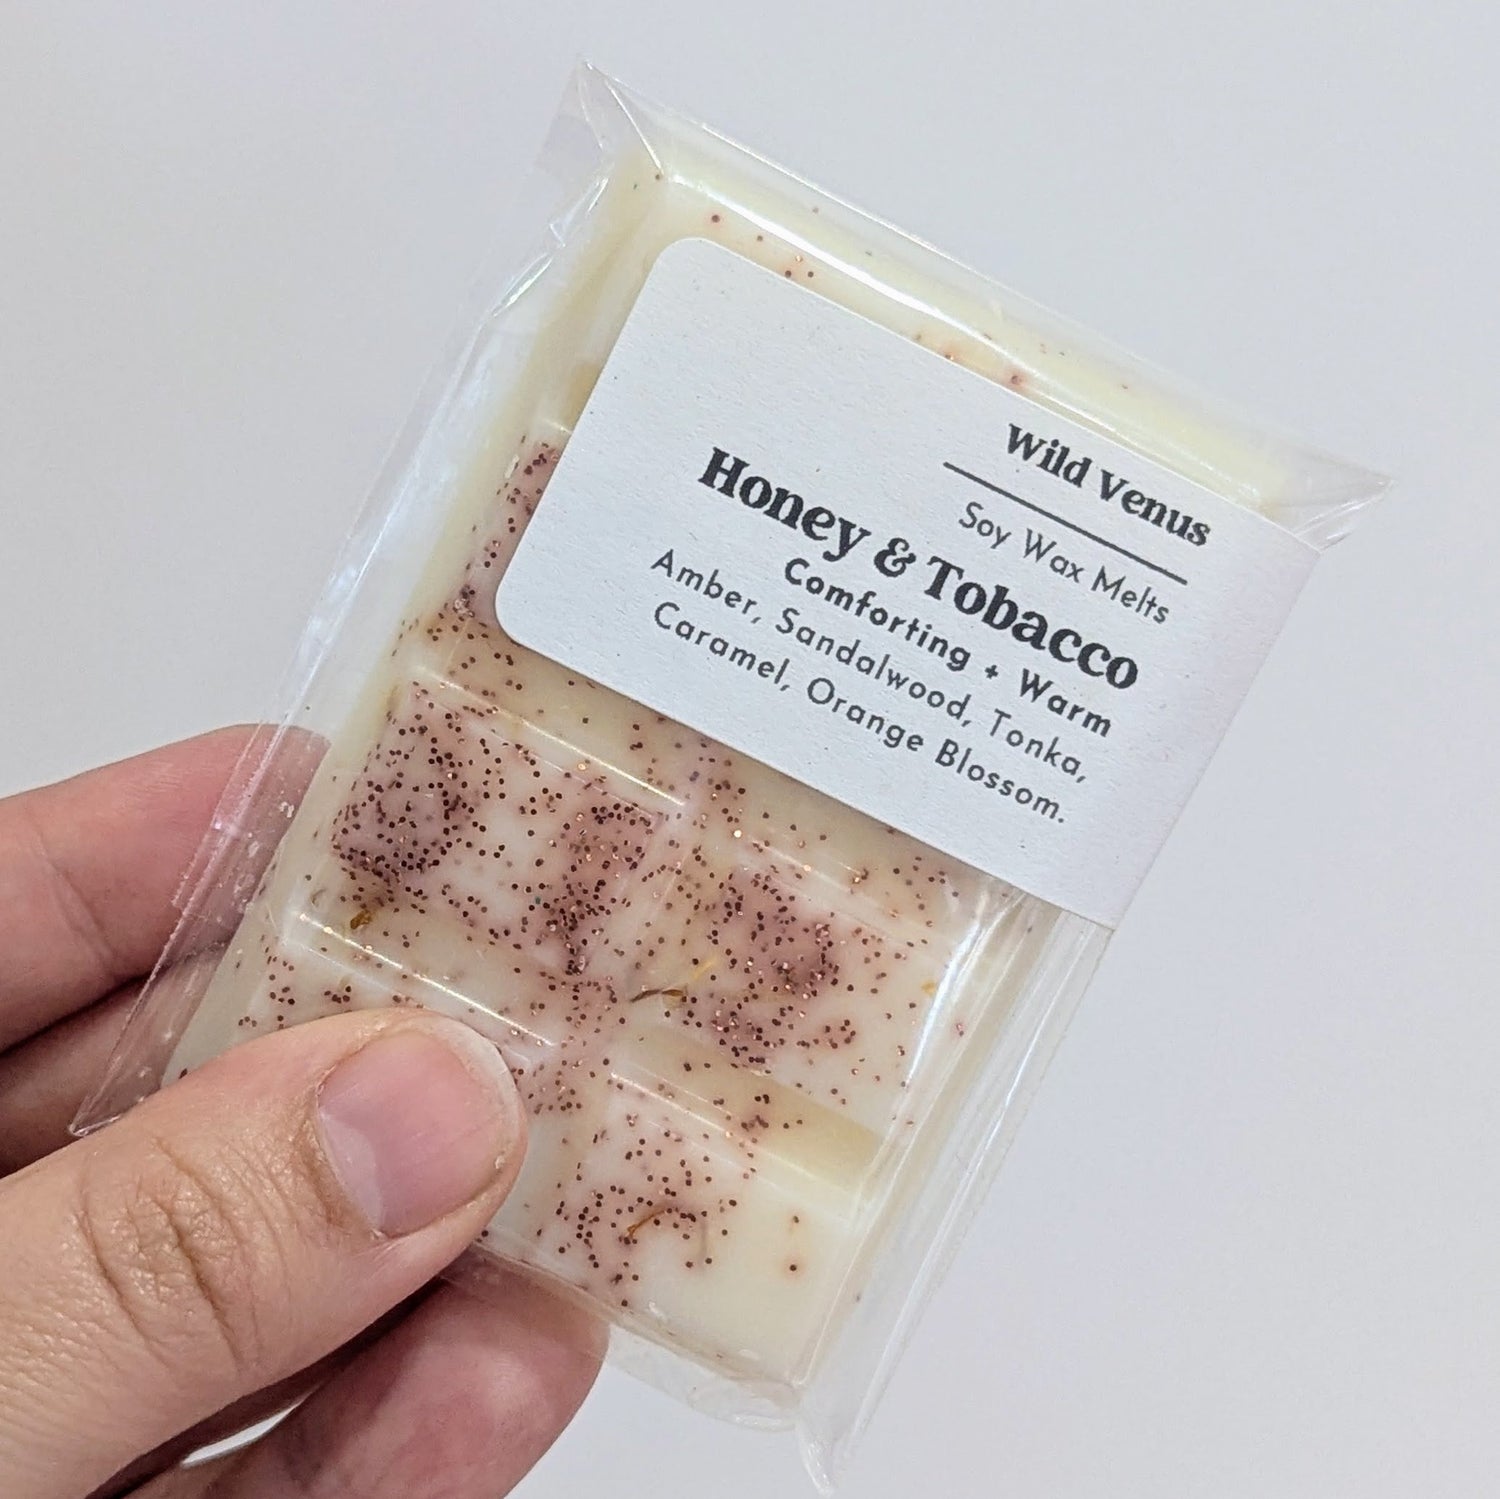 Wild Venus
Soy Wax Melts
Honey & Tobacco
Comforting + Warm
Amber, Sandalwood, Tonka,
Caramel, Orange Blossom.